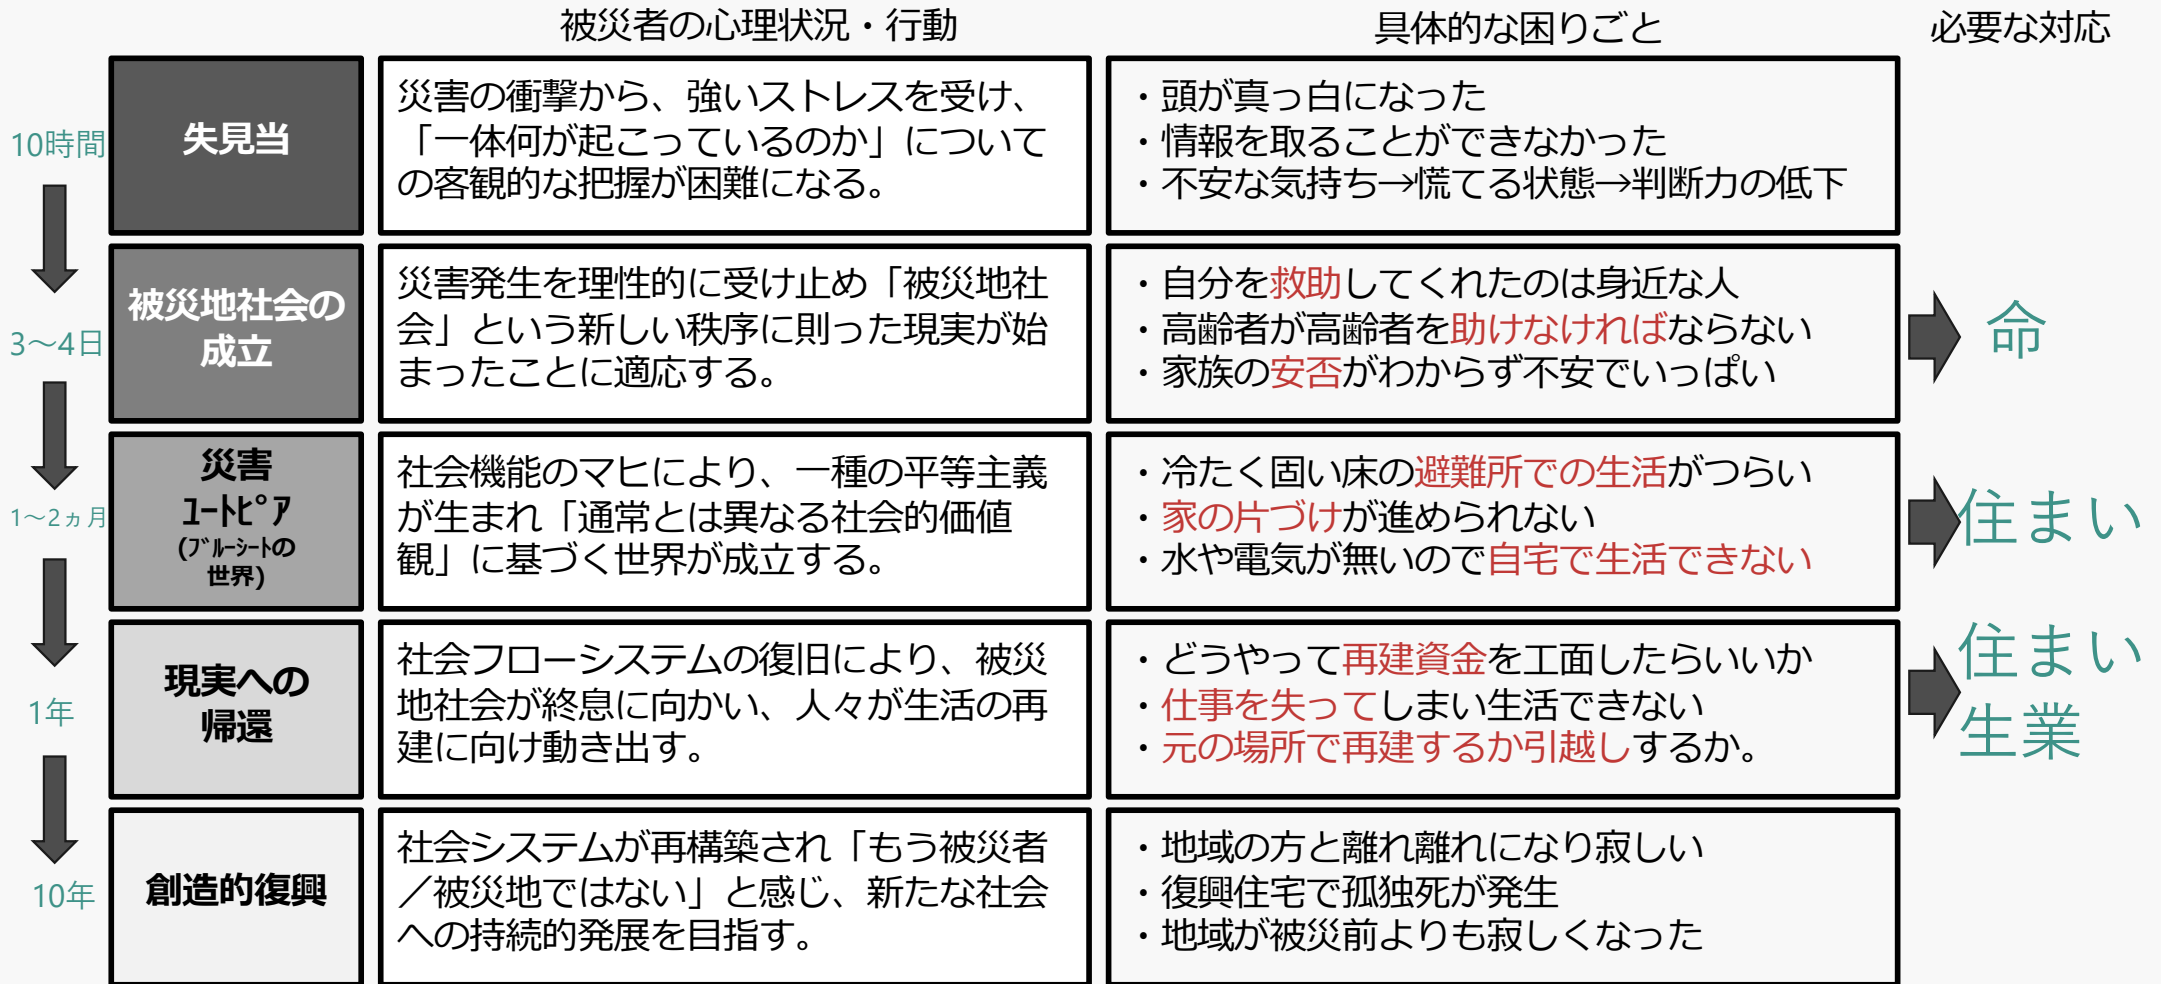 被災者の心理状況・行動
具体的な困りごと
必要な対応
10時間
失見当
災害の衝撃から、強いストレスを受け、
「一体何が起こっているのか」について
の客観的な把握が困難になる。
・頭が真っ白になった
・情報を取ることができなかった
・不安な気持ち→慌てる状態→判断力の低下
3～4日
被災地社会の
成立
災害発生を理性的に受け止め「被災地社
会」という新しい秩序に則った現実が始
まったことに適応する。
・自分を救助してくれたのは身近な人
・高齢者が高齢者を助けなければならない
・家族の安否がわからず不安でいっぱい
命
1～2ヵ月
災害
ﾕｰﾄﾋﾟｱ
(ﾌﾞﾙｰｼｰﾄの
世界)
社会機能のマヒにより、一種の平等主義
が生まれ「通常とは異なる社会的価値
観」に基づく世界が成立する。
・冷たく固い床の避難所での生活がつらい
・家の片づけが進められない
・水や電気が無いので自宅で生活できない
住まい
1年
現実への
帰還
社会フローシステムの復旧により、被災
地社会が終息に向かい、人々が生活の再
建に向け動き出す。
・どうやって再建資金を工面したらいいか
・仕事を失ってしまい生活できない
・元の場所で再建するか引越しするか。
住まい
生業
10年
創造的復興
社会システムが再構築され「もう被災者
／被災地ではない」と感じ、新たな社会
への持続的発展を目指す。
・地域の方と離れ離れになり寂しい
・復興住宅で孤独死が発生
・地域が被災前よりも寂しくなった